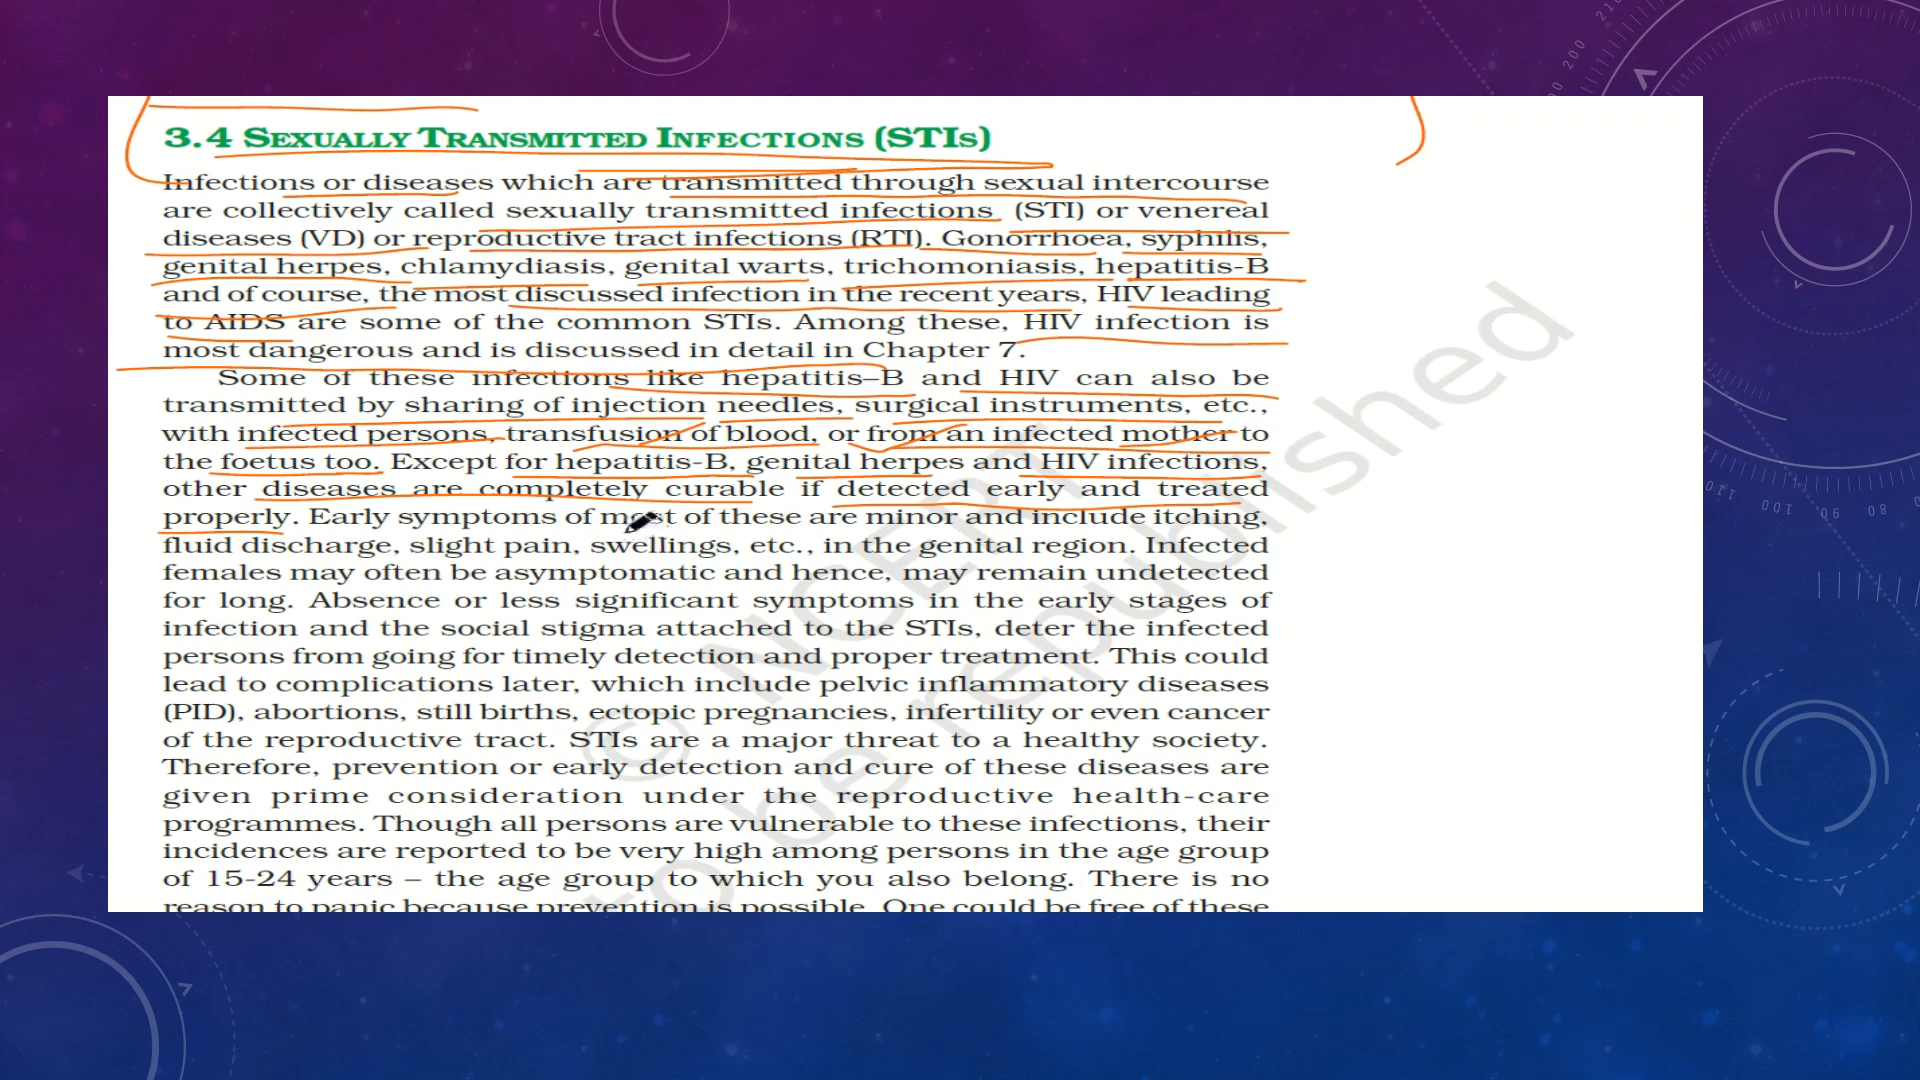 3.4 SEXUALLY TRANSMITTED INFECTIONS (STIs)
Infections or diseases which are transmitted through sexual intercourse
are collectively called sexually transmitted infections (STI) or venereal
diseases (VD) or reproductive tract infections (RTI). Gonorrhoea, syphilis,
genital herpes, chlamydiasis, genital warts, trichomoniasis, hepatitis-B
and of course, the most discussed infection in the recent years, HIV leading
to AIDS are some of the common STIs. Among these, HIV infection is
most dangerous and is discussed in detail in Chapter 7.
Some of these infections like hepatitis–B and HIV can also be
transmitted by sharing of injection needles, surgical instruments, etc.,
with infected persons, transfusion of blood, or from an infected mother to
the foetus too. Except for hepatitis-B, genital herpes and HIV infections,
other diseases are completely curable if detected early and treated
properly. Early symptoms of most of these are minor and include itching,
fluid discharge, slight pain, swellings, etc., in the genital region. Infected
females may often be asymptomatic and hence, may remain undetected
for long. Absence or less significant symptoms in the early stages of
infection and the social stigma attached to the STIs, deter the infected
persons from going for timely detection and proper treatment. This could
lead to complications later, which include pelvic inflammatory diseases
(PID), abortions, still births, ectopic pregnancies, infertility or even cancer
of the reproductive tract. STIs are a major threat to a healthy society.
Therefore, prevention or early detection and cure of these diseases are
given prime consideration under the reproductive health-care
programmes. Though all persons are vulnerable to these infections, their
incidences are reported to be very high among persons in the age group
of 15-24 years – the age group to which you also belong. There is no
reason to panic because prevention is possible. One could be free of these
© NCERT
to be republished
200
110
100
90
80